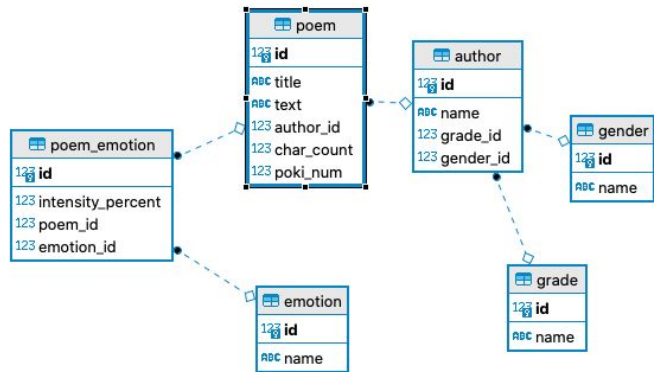 poem
123 id
ABC title
ABC text
123 author_id
123 char_count
123 poki_num
author
123 id
ABC name
123 grade_id
123 gender_id
gender
123 id
ABC name
poem_emotion
123 id
123 intensity_percent
123 poem_id
123 emotion_id
emotion
123 id
ABC name
grade
123 id
ABC name